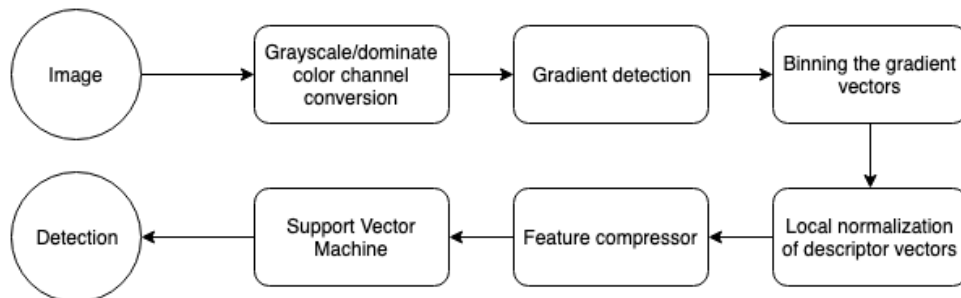 Image
Grayscale/dominate
color channel
conversion
Gradient detection
Binning the gradient
vectors
Local normalization
of descriptor vectors
Feature compressor
Support Vector
Machine
Detection